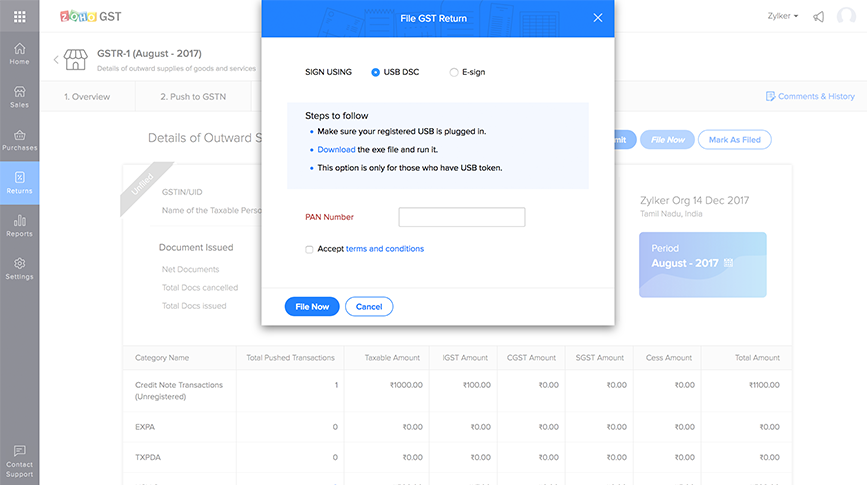 ZOHO GST
File GST Return
Zylker
Home
GSTR-1 (August - 2017)
Details of outward supplies of goods and services
SIGN USING USB DSC E-sign
Sales
1. Overview 2. Push to GSTN
Comments & History
Steps to follow
Make sure your registered USB is plugged in.
Download the exe file and run it.
This option is only for those who have USB token.
Purchases
Details of Outward S
File Now Mark As Filed
Returns
Unfiled
GSTIN/UID
Name of the Taxable Perso
Zylker Org 14 Dec 2017
Tamil Nadu, India
PAN Number
Reports
Document Issued
Accept terms and conditions
Period
August - 2017
Net Documents
Settings
Total Docs cancelled
Total Docs issued
File Now Cancel
Category Name Total Pushed Transactions Taxable Amount IGST Amount CGST Amount SGST Amount Cess Amount Total Amount
Credit Note Transactions 1 ₹1000.00 ₹100.00 ₹0.00 ₹0.00 ₹0.00 ₹1100.00
(Unregistered)
EXPA 0 ₹0.00 ₹0.00 ₹0.00 ₹0.00 ₹0.00 ₹0.00
TXPDA 0 ₹0.00 ₹0.00 ₹0.00 ₹0.00 ₹0.00 ₹0.00
Contact
Support